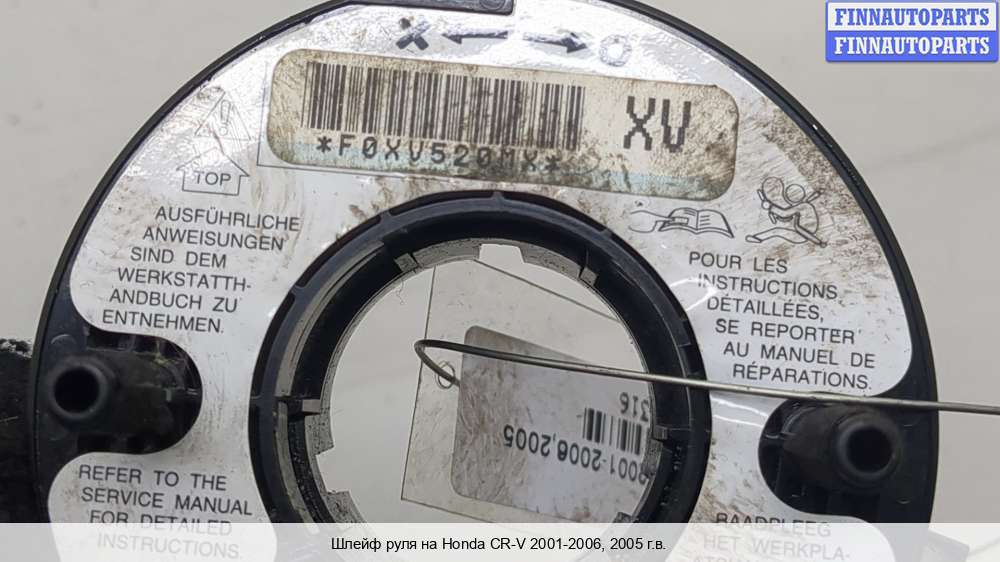 FINNAUTOPARTS
FINNAUTOPARTS
XV
*F0XV520MX*
TOP
AUSFÜHRLICHE
ANWEISUNGEN
SIND DEM
WERKSTATTH-
ANDBUCH ZU
ENTNEHMEN.
POUR LES
INSTRUCTIONS
DÉTAILLÉES,
SE REPORTER
AU MANUEL DE
RÉPARATIONS.
316
2001-2006,2005
REFER TO THE
SERVICE MANUAL
FOR DETAILED
INSTRUCTIONS.
RAADPLEEG
HET WERKPLA-
Шлейф руля на Honda CR-V 2001-2006, 2005 г.в.